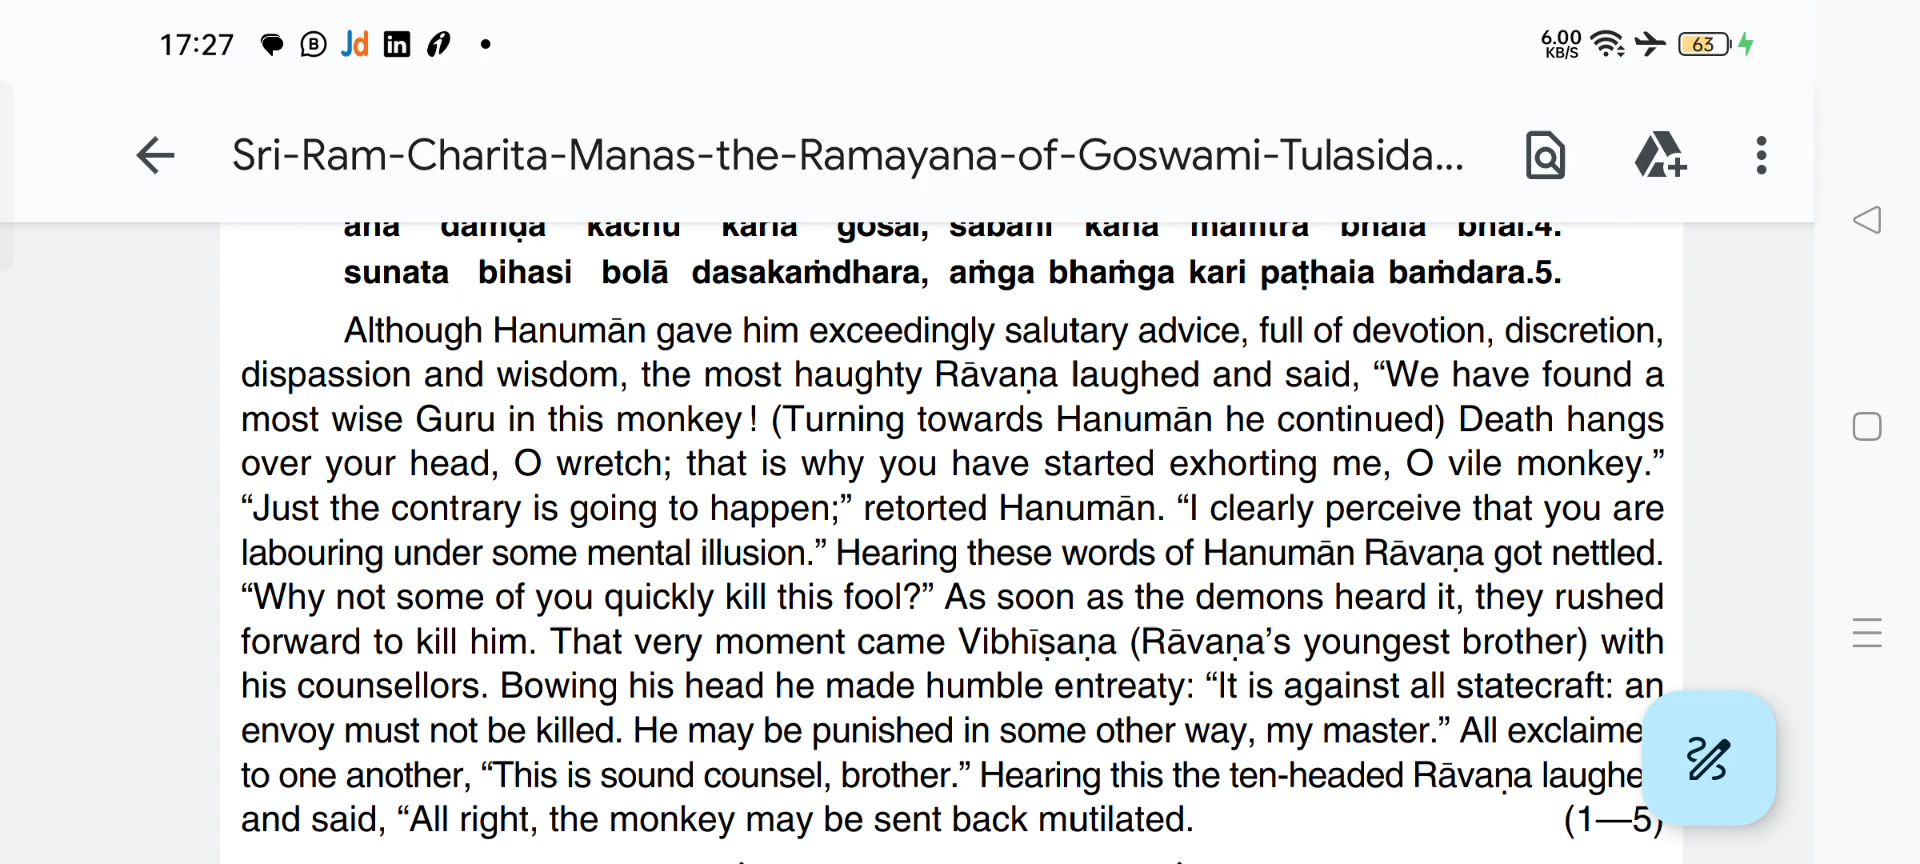 17:27 B Jd in 6.00 KB/S 63
Sri-Ram-Charita-Manas-the-Ramayana-of-Goswami-Tulasida...
sunata bihasi bolā dasakaṁdhara, aṁga bhaṁga kari paṭhaia baṁdara.5.
Although Hanumān gave him exceedingly salutary advice, full of devotion, discretion,
dispassion and wisdom, the most haughty Rāvaṇa laughed and said, “We have found a
most wise Guru in this monkey! (Turning towards Hanumān he continued) Death hangs
over your head, O wretch; that is why you have started exhorting me, O vile monkey.”
“Just the contrary is going to happen;” retorted Hanumān. “I clearly perceive that you are
labouring under some mental illusion.” Hearing these words of Hanumān Rāvaṇa got nettled.
“Why not some of you quickly kill this fool?” As soon as the demons heard it, they rushed
forward to kill him. That very moment came Vibhīṣaṇa (Rāvaṇa’s youngest brother) with
his counsellors. Bowing his head he made humble entreaty: “It is against all statecraft: an
envoy must not be killed. He may be punished in some other way, my master.” All exclaime
to one another, “This is sound counsel, brother.” Hearing this the ten-headed Rāvaṇa laughe
and said, “All right, the monkey may be sent back mutilated. (1—5)